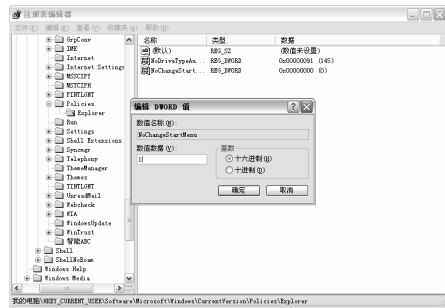 注册表编辑器
文件(F) 编辑(E) 查看(V) 收藏夹(A) 帮助(H)
GrpConv
IME
Internet
Internet Settings
MSSCIPT
MSTCIPH
PINTLGNT
Policies
Explorer
Run
Settings
Shell Extensions
Syncmgr
Telephony
ThemeManager
Themes
TINTLGNT
UnreadMail
Webcheck
WIA
WindowsUpdate
WinTrust
智能ABC
Shell
ShellNoRoam
Windows Help
Windows Media
名称 类型 数据
(默认) REG_SZ (数值未设置)
NoDriveTypeAu... REG_DWORD 0x00000091 (145)
NoChangeStart... REG_DWORD 0x00000000 (0)
编辑 DWORD 值
数值名称(N):
NoChangeStartMenu
数值数据(V):
1
基数
十六进制(H)
十进制(D)
确定 取消
我的电脑\HKEY_CURRENT_USER\Software\Microsoft\Windows\CurrentVersion\Policies\Explorer